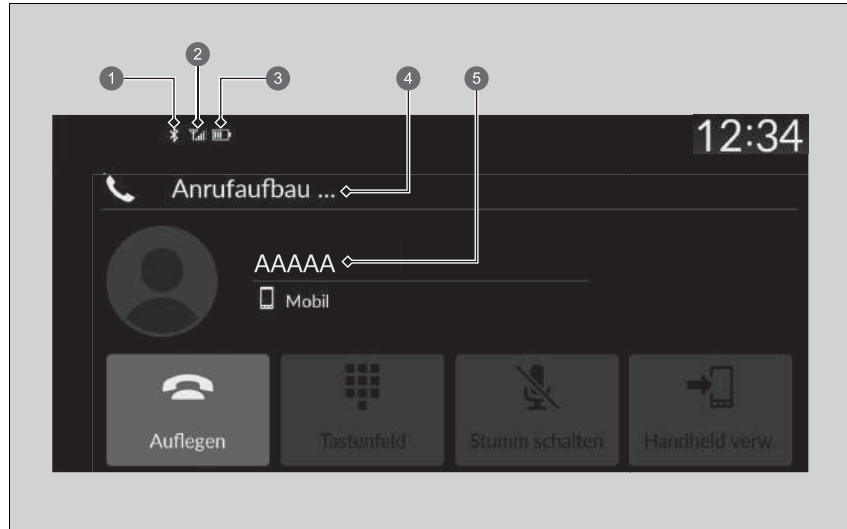 1 2 3 4 5
12:34
Anrufaufbau ...
AAAAA
Mobil
Auflegen Tastenfeld Stumm schalten Handheld verw.